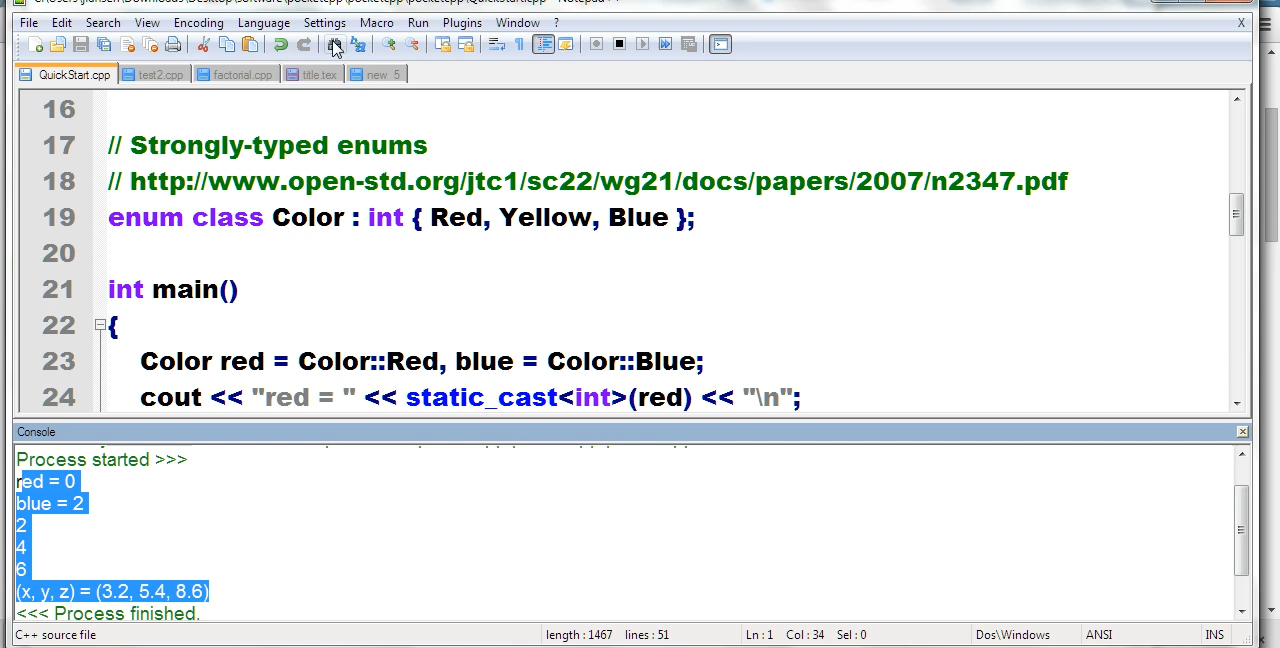 File Edit Search View Encoding Language Settings Macro Run Plugins Window ? X
QuickStart.cpp test2.cpp factorial.cpp title.tex new 5
16
17 // Strongly-typed enums
18 // http://www.open-std.org/jtc1/sc22/wg21/docs/papers/2007/n2347.pdf
19 enum class Color : int { Red, Yellow, Blue };
20
21 int main()
22 {
23 Color red = Color::Red, blue = Color::Blue;
24 cout << "red = " << static_cast<int>(red) << "\n";
Console
Process started >>>
red = 0
blue = 2
2
4
6
(x, y, z) = (3.2, 5.4, 8.6)
<<< Process finished.
C++ source file length : 1467 lines : 51 Ln : 1 Col : 34 Sel : 0 Dos\Windows ANSI INS